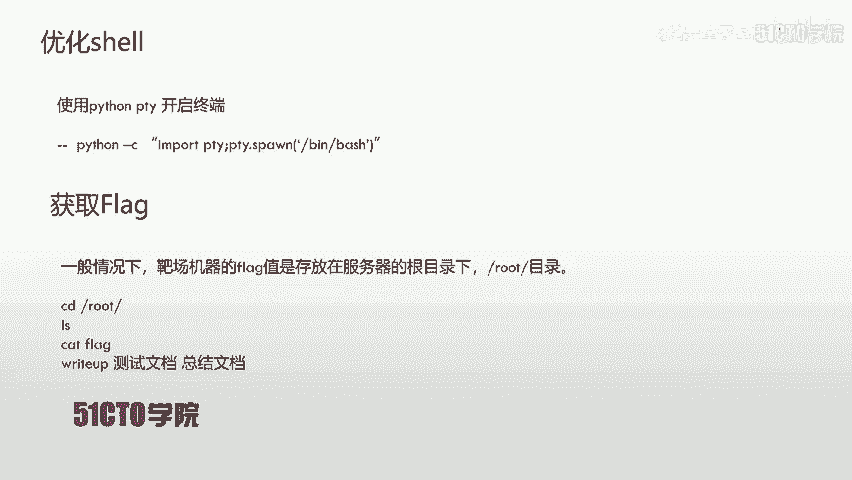 优化shell
51CTO学院
使用python pty 开启终端
-- python –c “Import pty;pty.spawn(‘/bin/bash’)”
获取Flag
一般情况下，靶场机器的flag值是存放在服务器的根目录下，/root/目录。
cd /root/
ls
cat flag
writeup 测试文档 总结文档
51CTO学院